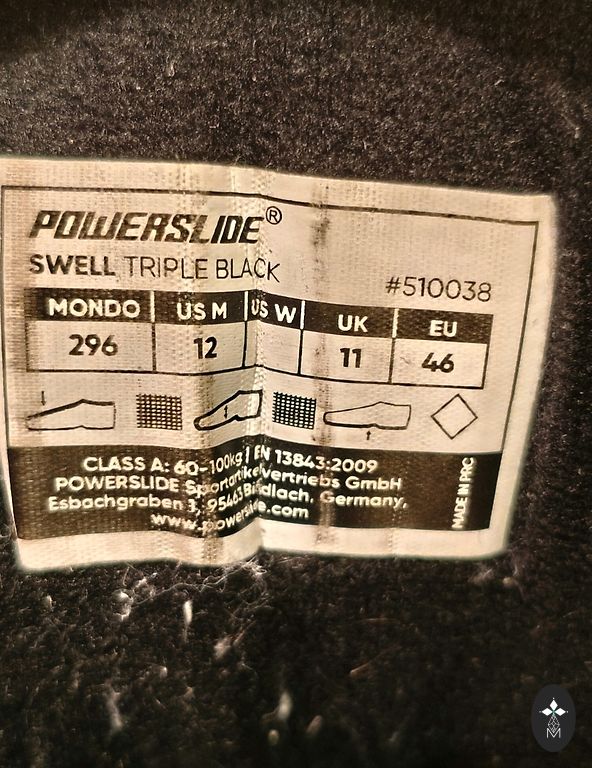 POWERSLIDE®
SWELL TRIPLE BLACK
#510038
MONDO US M US W UK EU
296 12 11 46
CLASS A: 60-100kg | EN 13843:2009
POWERSLIDE Sportartikelvertriebs GmbH
Esbachgraben 1, 95463 Bindlach, Germany,
www.powerslide.com
MADE IN PRC
M